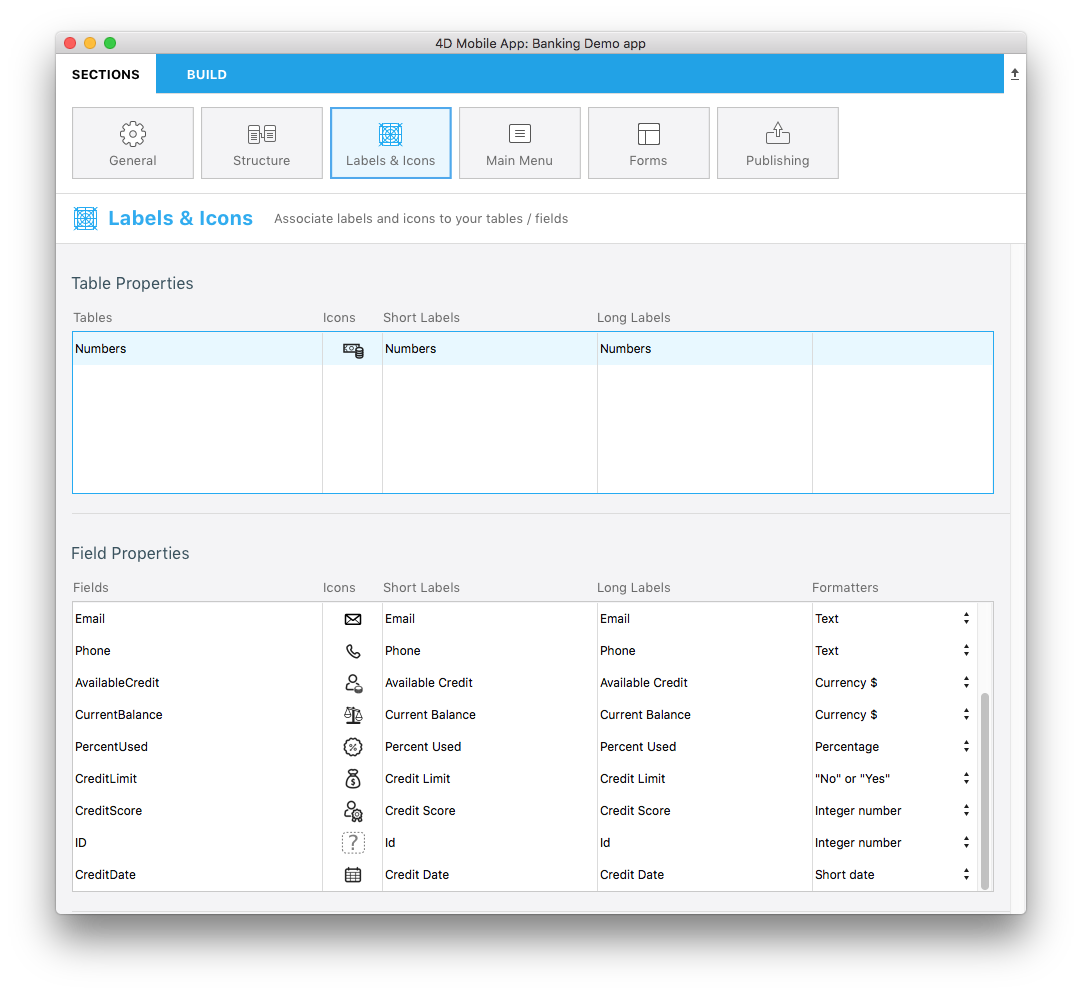 4D Mobile App: Banking Demo app
SECTIONS BUILD
General Structure Labels & Icons Main Menu Forms Publishing
Labels & Icons Associate labels and icons to your tables / fields
Table Properties
Tables Icons Short Labels Long Labels
Numbers Numbers Numbers
Field Properties
Fields Icons Short Labels Long Labels Formatters
Email Email Email Text
Phone Phone Phone Text
AvailableCredit Available Credit Available Credit Currency $
CurrentBalance Current Balance Current Balance Currency $
PercentUsed % Percent Used Percent Used Percentage
CreditLimit $ Credit Limit Credit Limit "No" or "Yes"
CreditScore Credit Score Credit Score Integer number
ID ? Id Id Integer number
CreditDate Credit Date Credit Date Short date